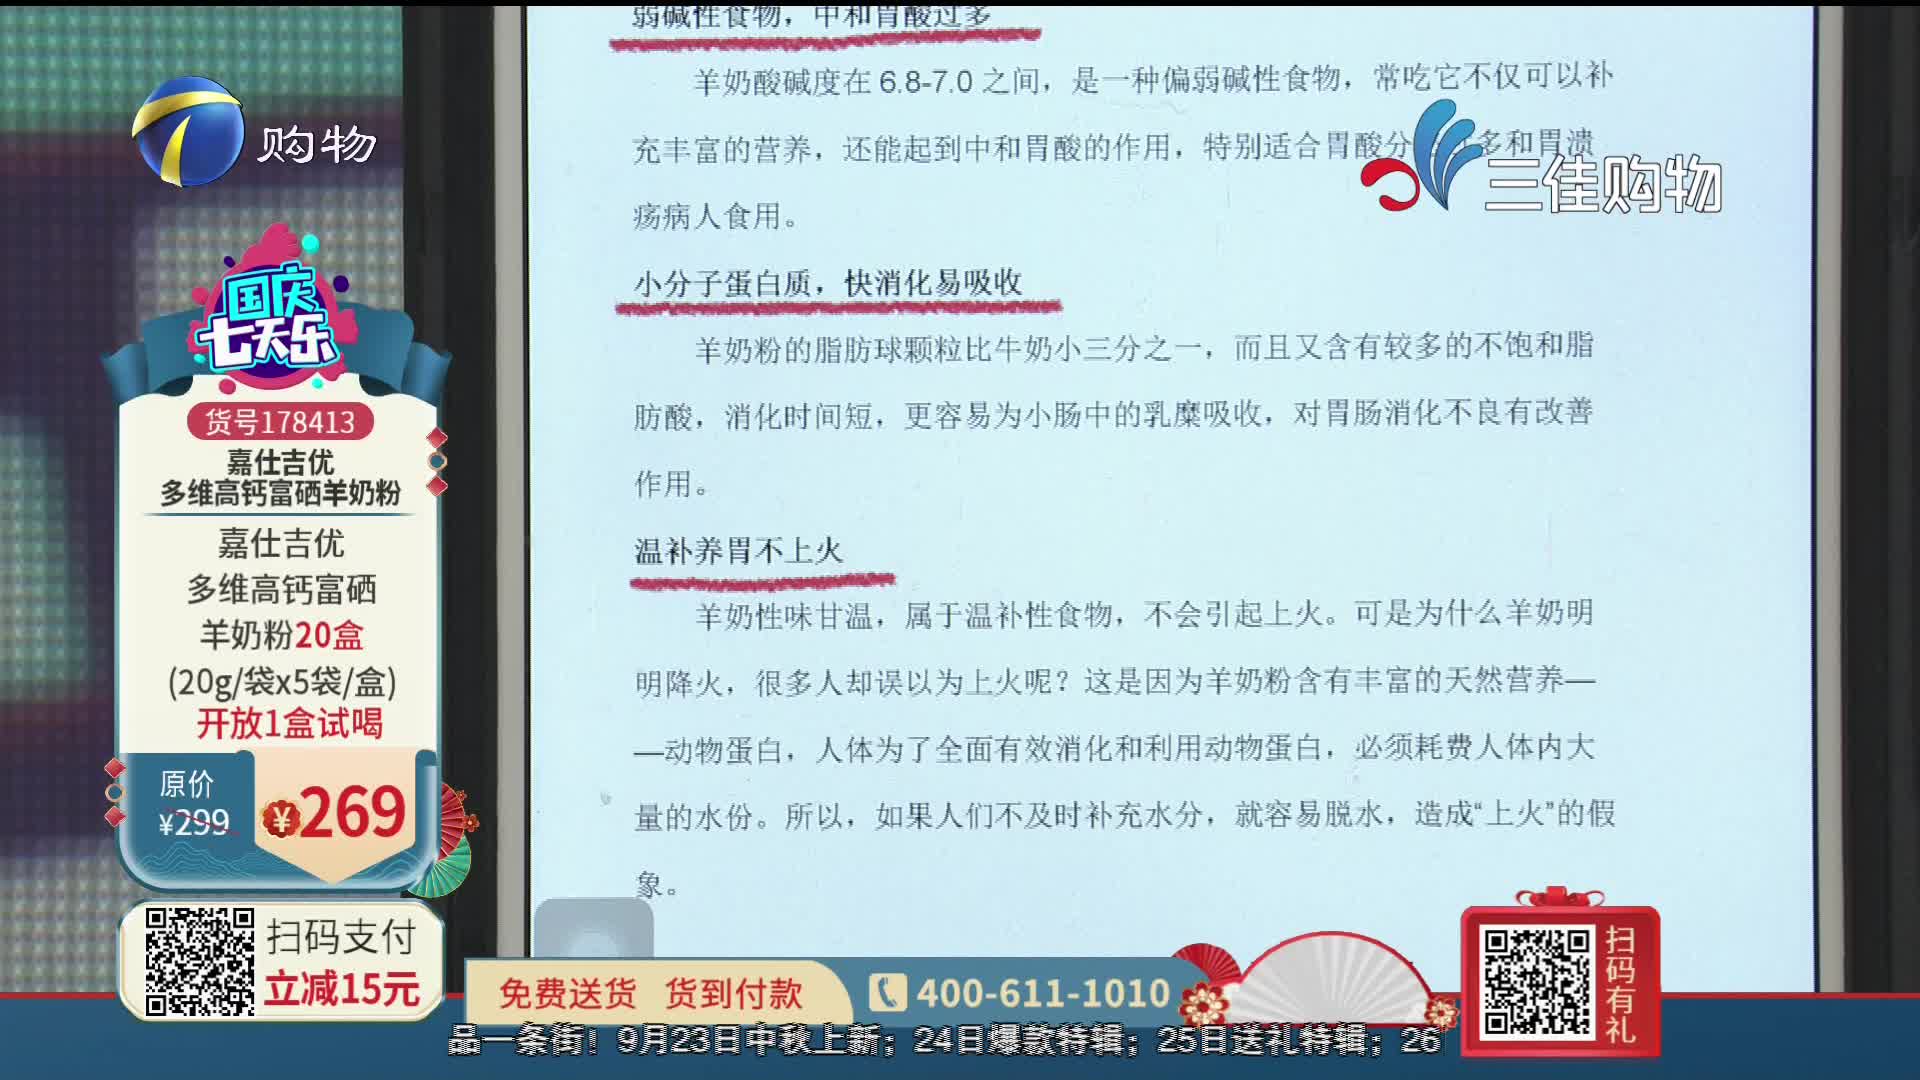 弱碱性食物，中和胃酸过多
羊奶酸碱度在 6.8-7.0 之间，是一种偏弱碱性食物，常吃它不仅可以补
充丰富的营养，还能起到中和胃酸的作用，特别适合胃酸分 多和胃溃
疡病人食用。
小分子蛋白质，快消化易吸收
羊奶粉的脂肪球颗粒比牛奶小三分之一，而且又含有较多的不饱和脂
肪酸，消化时间短，更容易为小肠中的乳糜吸收，对胃肠消化不良有改善
作用。
温补养胃不上火
羊奶性味甘温，属于温补性食物，不会引起上火。可是为什么羊奶明
明降火，很多人却误以为上火呢？这是因为羊奶粉含有丰富的天然营养—
—动物蛋白，人体为了全面有效消化和利用动物蛋白，必须耗费人体内大
量的水份。所以，如果人们不及时补充水分，就容易脱水，造成“上火”的假
象。
购物
三佳购物
国庆
七天乐
货号178413
嘉仕吉优
多维高钙富硒羊奶粉
嘉仕吉优
多维高钙富硒
羊奶粉20盒
(20g/袋x5袋/盒)
开放1盒试喝
原价
¥299
¥269
扫码支付
立减15元
免费送货 货到付款
400-611-1010
扫码有礼
品一条街！9月23日中秋上新；24日爆款特辑；25日送礼特辑；26